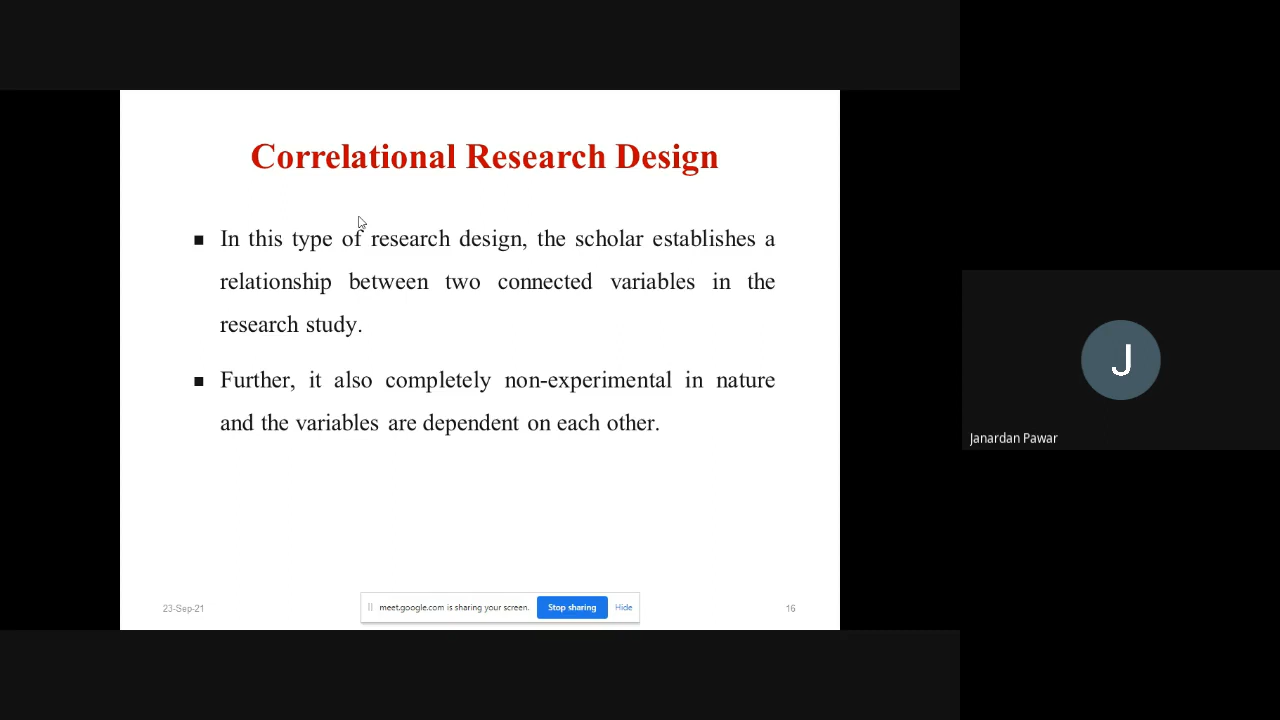 Correlational Research Design
■ In this type of research design, the scholar establishes a
relationship between two connected variables in the
research study.
■ Further, it also completely non-experimental in nature
and the variables are dependent on each other.
23-Sep-21
meet.google.com is sharing your screen.
Stop sharing
Hide
16
J
Janardan Pawar